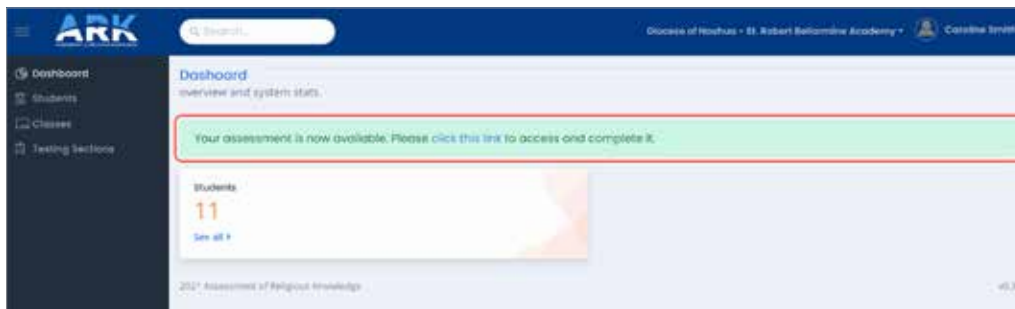 ARK
Search...
Diocese of - St. Robert Bellarmine Academy
Caroline Smith
Dashboard
Students
Classes
Testing Sections
Dashoard
overview and system stats.
Your assessment is now available. Please click this link to access and complete it.
Students
11
See all
Assessment of Religious Knowledge